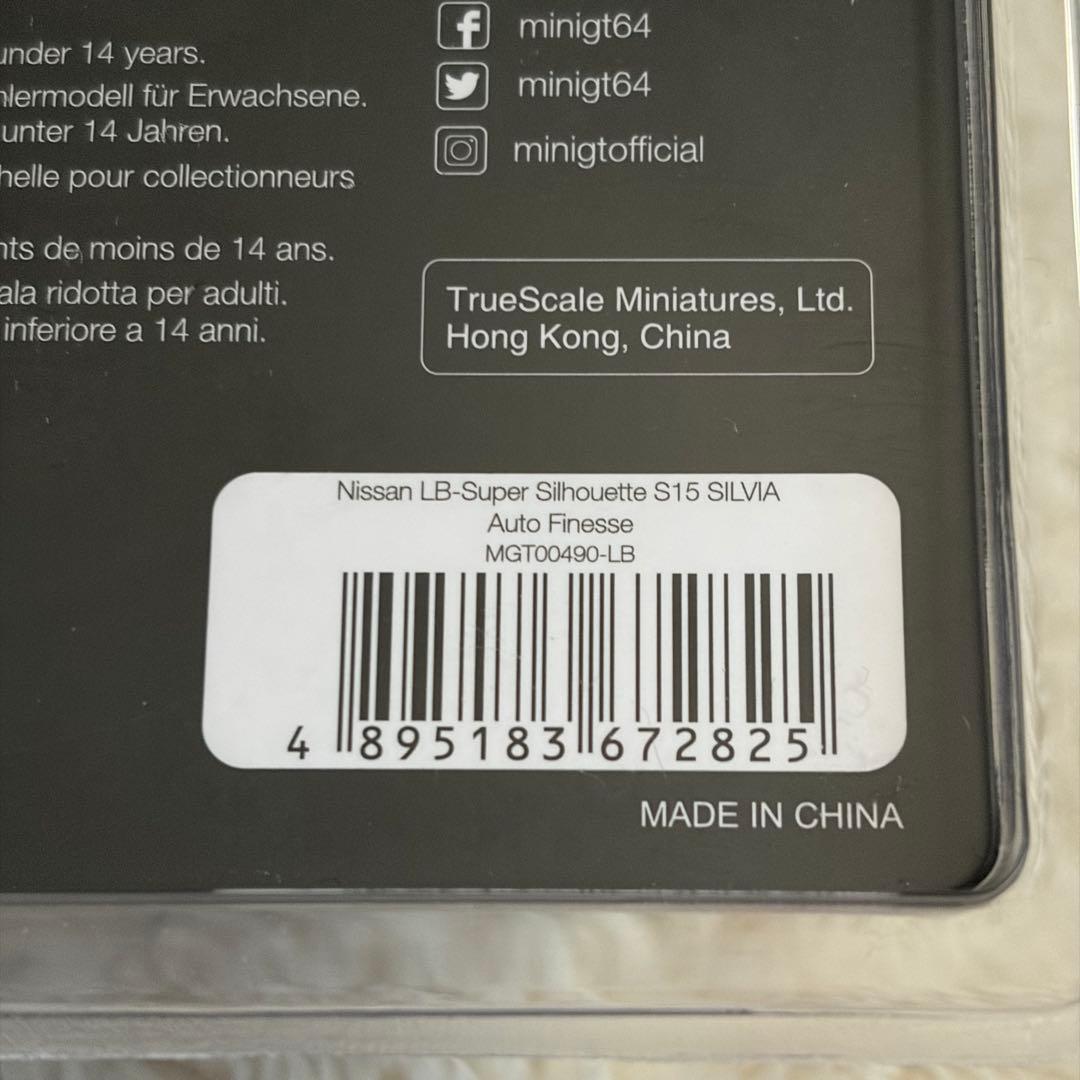 under 14 years.
lermodell für Erwachsene.
unter 14 Jahren.
helle pour collectionneurs
nts de moins de 14 ans.
ala ridotta per adulti.
inferiore a 14 anni.
minigt64
minigt64
minigtofficial
TrueScale Miniatures, Ltd.
Hong Kong, China
Nissan LB-Super Silhouette S15 SILVIA
Auto Finesse
MGT00490-LB
4 895183 672825
MADE IN CHINA